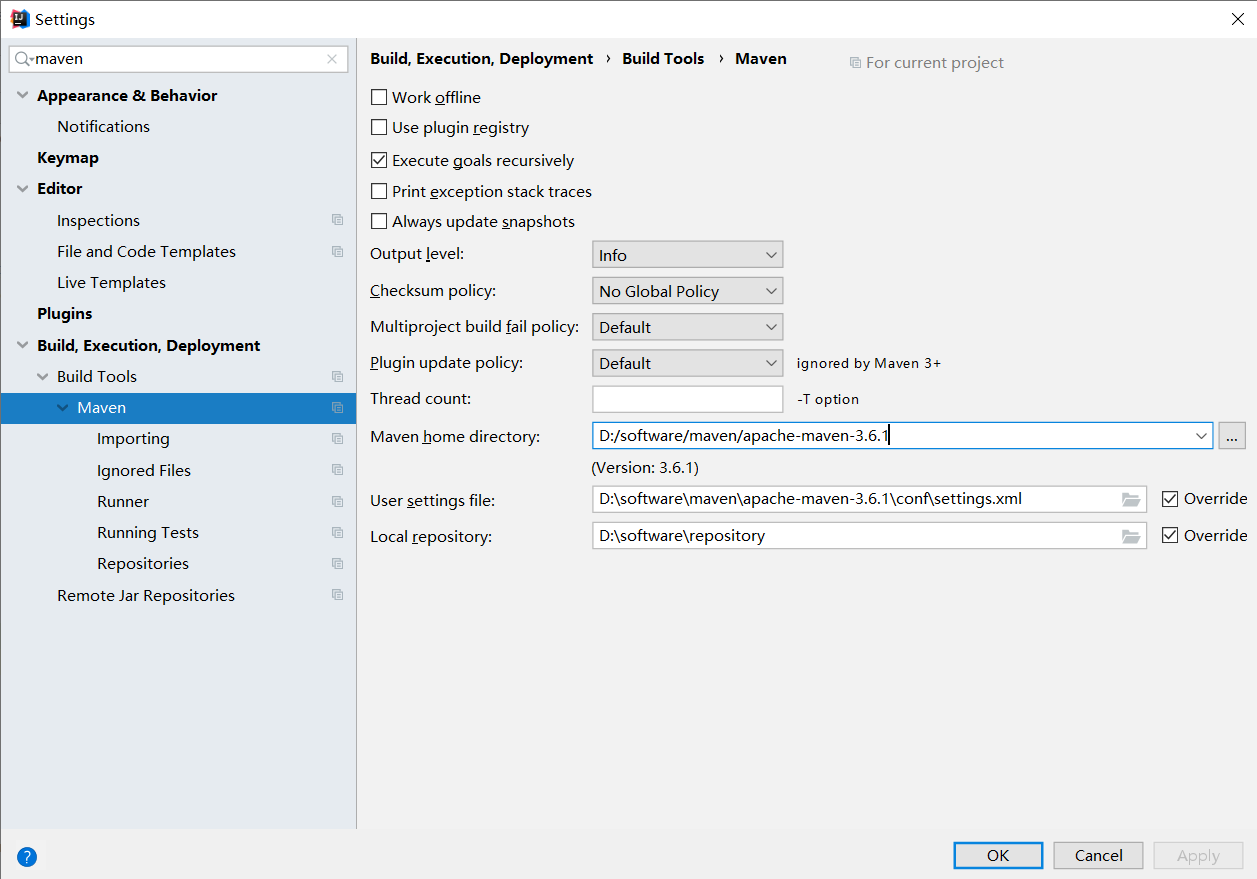 Settings
maven
Appearance & Behavior
Notifications
Keymap
Editor
Inspections
File and Code Templates
Live Templates
Plugins
Build, Execution, Deployment
Build Tools
Maven
Importing
Ignored Files
Runner
Running Tests
Repositories
Remote Jar Repositories
Build, Execution, Deployment › Build Tools › Maven For current project
Work offline
Use plugin registry
Execute goals recursively
Print exception stack traces
Always update snapshots
Output level: Info
Checksum policy: No Global Policy
Multiproject build fail policy: Default
Plugin update policy: Default ignored by Maven 3+
Thread count: -T option
Maven home directory: D:/software/maven/apache-maven-3.6.1 ...
(Version: 3.6.1)
User settings file: D:\software\maven\apache-maven-3.6.1\conf\settings.xml Override
Local repository: D:\software\repository Override
? OK Cancel Apply